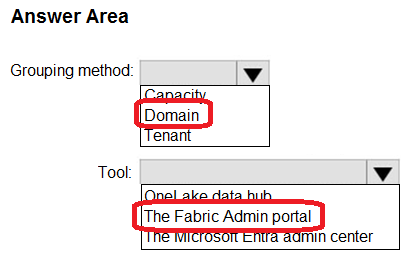 Answer Area
Grouping method:
Capacity
Domain
Tenant
Tool:
OneLake data hub
The Fabric Admin portal
The Microsoft Entra admin center